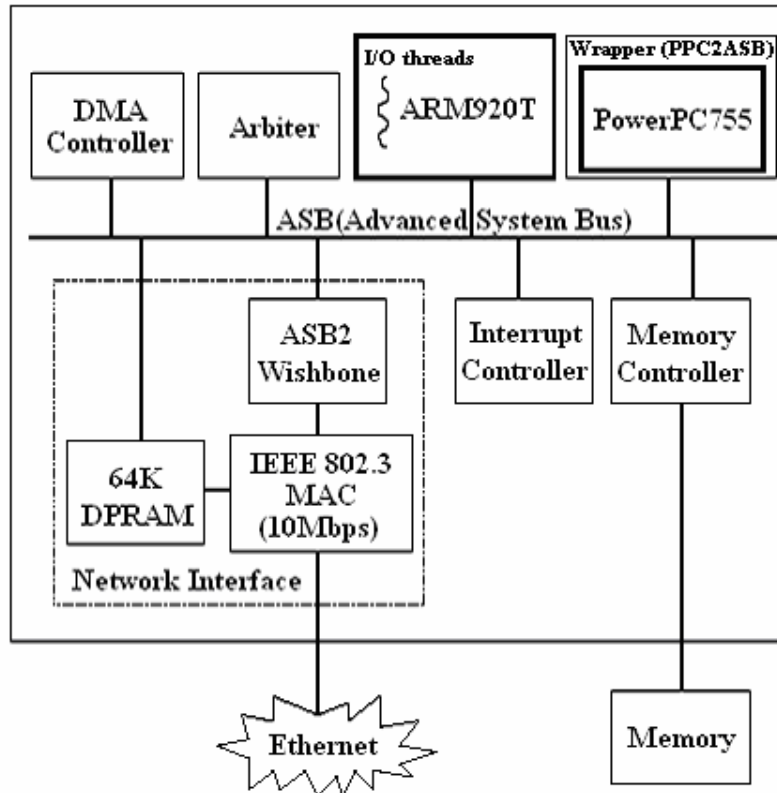 DMA
Controller
Arbiter
I/O threads
ARM920T
Wrapper (PPC2ASB)
PowerPC755
ASB(Advanced System Bus)
ASB2
Wishbone
Interrupt
Controller
Memory
Controller
64K
DPRAM
IEEE 802.3
MAC
(10Mbps)
Network Interface
Ethernet
Memory